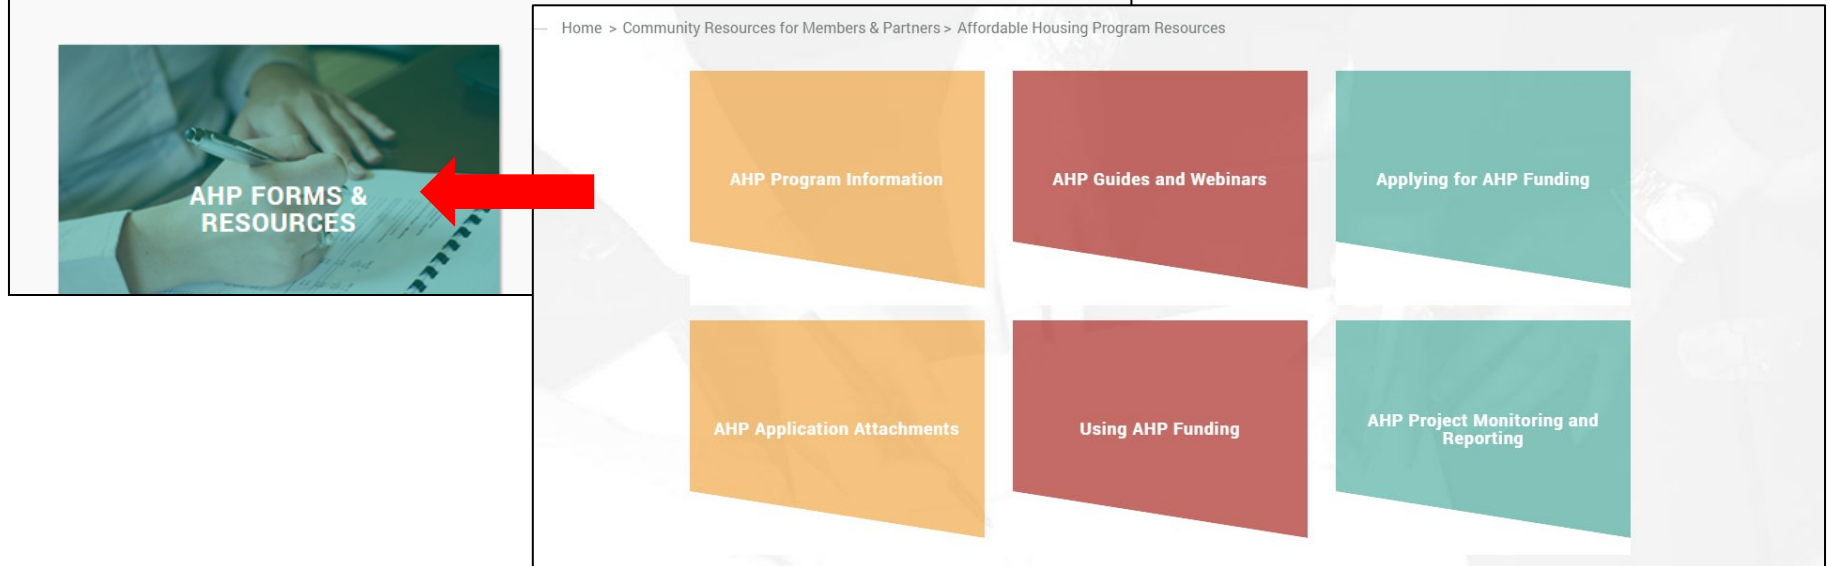 AHP FORMS &
RESOURCES
Home > Community Resources for Members & Partners > Affordable Housing Program Resources
AHP Program Information
AHP Guides and Webinars
Applying for AHP Funding
AHP Application Attachments
Using AHP Funding
AHP Project Monitoring and
Reporting